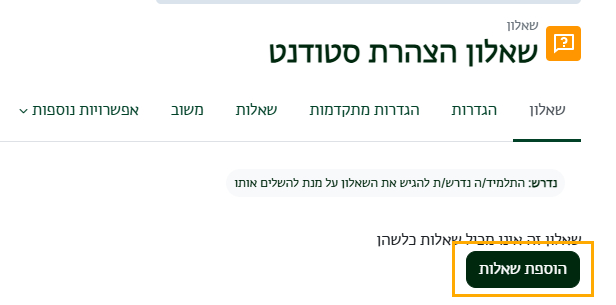 שאלון
שאלון הצהרת סטודנט
שאלון הגדרות הגדרות מתקדמות שאלות משוב אפשרויות נוספות
נדרש: התלמיד/ה נדרש/ת להגיש את השאלון על מנת להשלים אותו
שאלון זה אינו מכיל שאלות כלשהן
הוספת שאלות